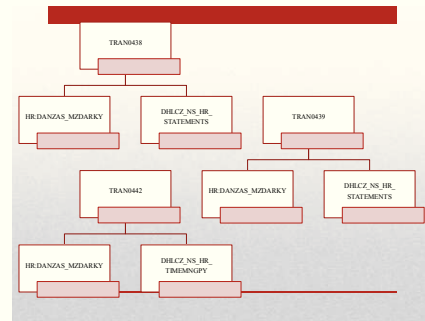 TRAN0438
HR:DANZAS_MZDARKY
DHLCZ_NS_HR_
STATEMENTS
TRAN0439
HR:DANZAS_MZDARKY
DHLCZ_NS_HR_
STATEMENTS
TRAN0442
HR:DANZAS_MZDARKY
DHLCZ_NS_HR_
TIMEMNGPY